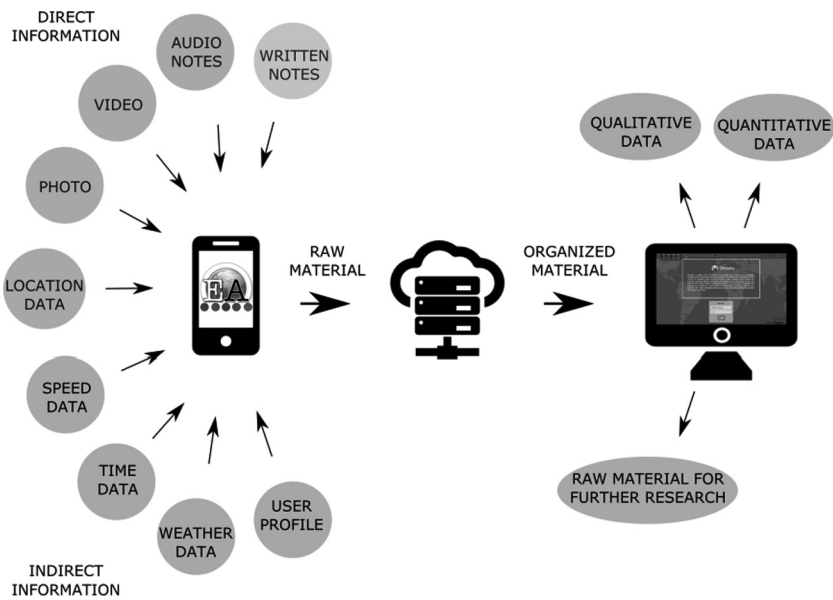 DIRECT
INFORMATION
AUDIO
NOTES
WRITTEN
NOTES
VIDEO
PHOTO
LOCATION
DATA
SPEED
DATA
TIME
DATA
WEATHER
DATA
USER
PROFILE
INDIRECT
INFORMATION
EA
RAW
MATERIAL
ORGANIZED
MATERIAL
QUALITATIVE
DATA
QUANTITATIVE
DATA
RAW MATERIAL FOR
FURTHER RESEARCH